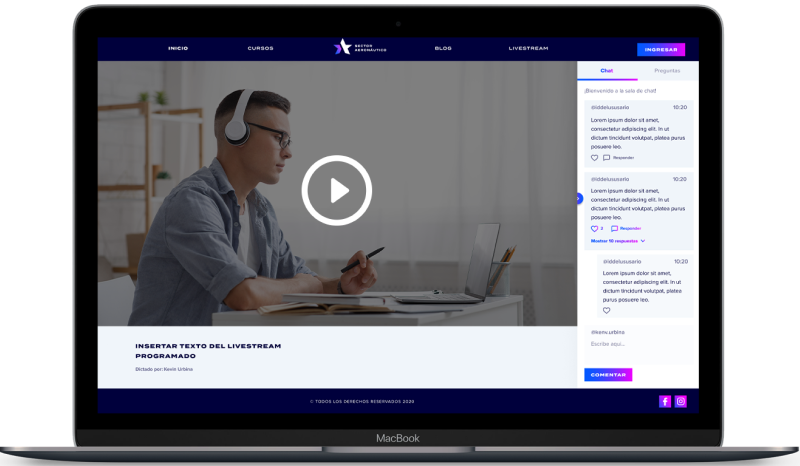 INICIO
CURSOS
SECTOR
AERONÁUTICO
BLOG
LIVESTREAM
INGRESAR
Chat
Preguntas
¡Bienvenido a la sala de chat!
@iddelususario
10:20
Lorem ipsum dolor sit amet,
consectetur adipiscing elit. In ut
dictum tincidunt volutpat, platea purus
posuere leo.
Responder
@iddelususario
10:20
Lorem ipsum dolor sit amet,
consectetur adipiscing elit. In ut
dictum tincidunt volutpat, platea purus
posuere leo.
2
Responder
Mostrar 10 respuestas
@iddelususario
10:20
Lorem ipsum dolor sit amet,
consectetur adipiscing elit. In ut
dictum tincidunt volutpat, platea
purus posuere leo.
@kenv.urbina
Escribe aqui...
COMENTAR
INSERTAR TEXTO DEL LIVESTREAM
PROGRAMADO
Dictado por: Kevin Urbina
© TODOS LOS DERECHOS RESERVADOS 2020
MacBook